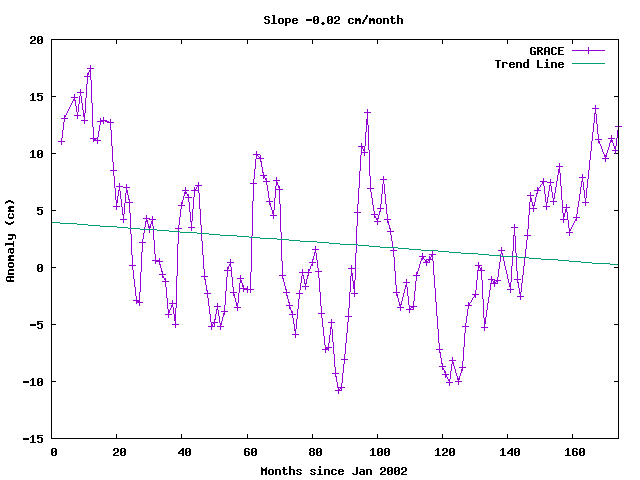 Slope -0.02 cm/month
GRACE
Trend Line
20
15
10
5
0
-5
-10
-15
Anomaly (cm)
0 20 40 60 80 100 120 140 160
Months since Jan 2002